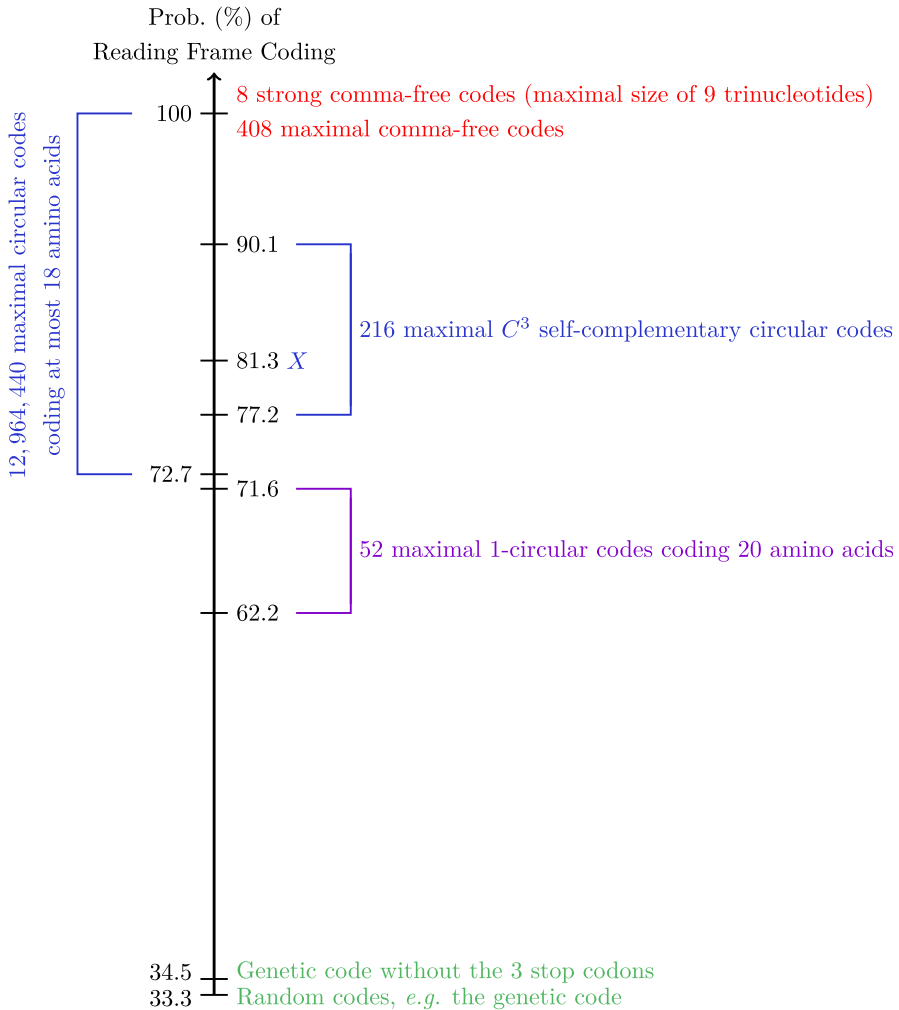 Prob. (%) of
Reading Frame Coding
8 strong comma-free codes (maximal size of 9 trinucleotides)
100
408 maximal comma-free codes
12,964,440 maximal circular codes
coding at most 18 amino acids
90.1
216 maximal C³ self-complementary circular codes
81.3 X
77.2
72.7
71.6
52 maximal 1-circular codes coding 20 amino acids
62.2
34.5
Genetic code without the 3 stop codons
33.3
Random codes, e.g. the genetic code